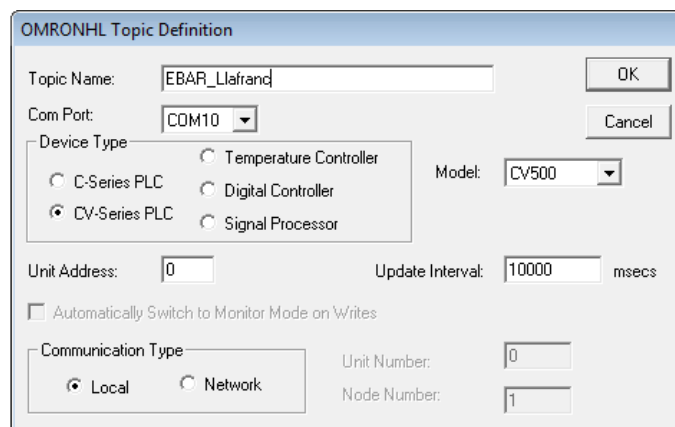 OMRONHL Topic Definition
Topic Name: EBAR_Llafranc OK
Com Port: COM10 Cancel
Device Type
Temperature Controller
C-Series PLC
Digital Controller
CV-Series PLC
Signal Processor
Model: CV500
Unit Address: 0 Update Interval: 10000 msecs
Automatically Switch to Monitor Mode on Writes
Communication Type
Local Network
Unit Number: 0
Node Number: 1